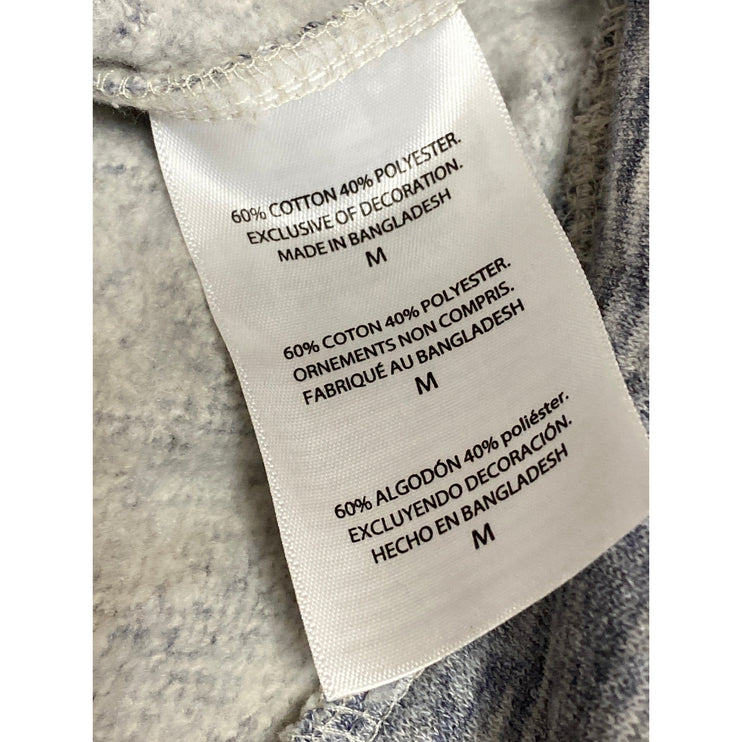 60% COTTON 40% POLYESTER.
EXCLUSIVE OF DECORATION.
MADE IN BANGLADESH
M
60% COTON 40% POLYESTER.
ORNEMENTS NON COMPRIS.
FABRIQUÉ AU BANGLADESH
M
60% ALGODÓN 40% poliéster.
EXCLUYENDO DECORACIÓN.
HECHO EN BANGLADESH
M